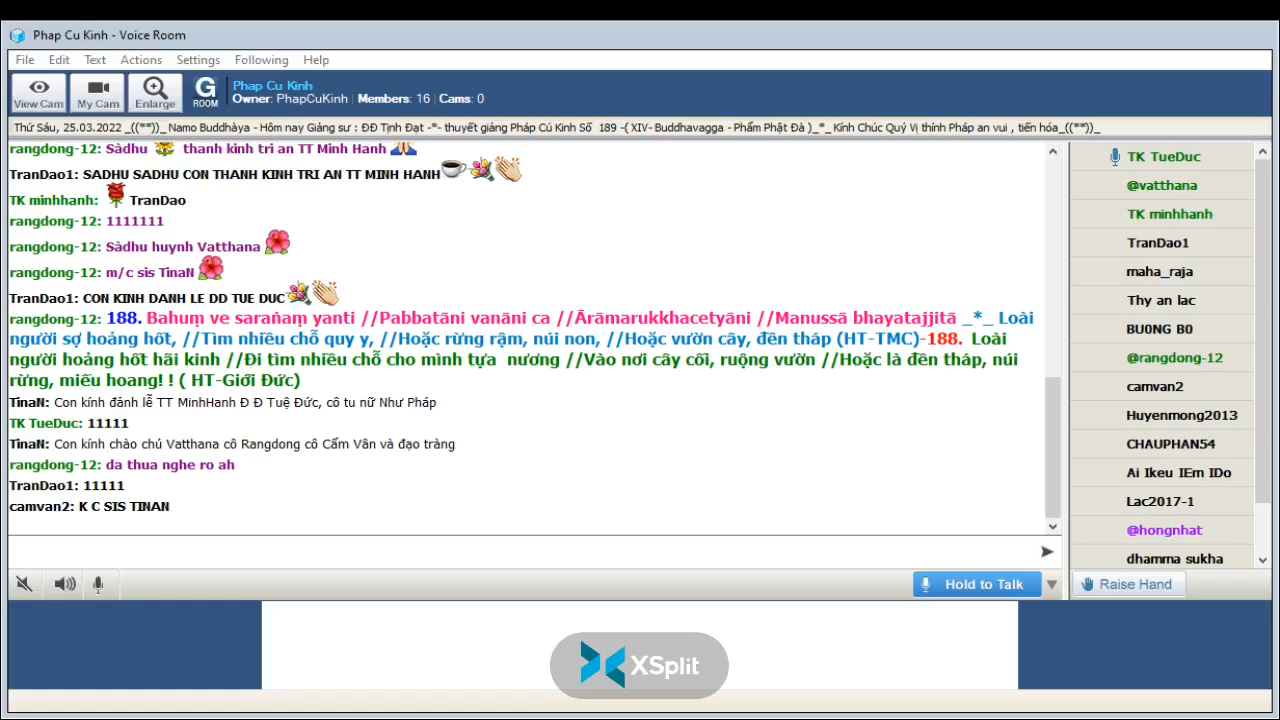 Phap Cu Kinh - Voice Room
File Edit Text Actions Settings Following Help
View Cam
My Cam
Enlarge
G
ROOM
Phap Cu Kinh
Owner: PhapCuKinh | Members: 16 | Cams: 0
Thứ Sáu, 25.03.2022 _((**))_ Namo Buddhàya - Hôm nay Giảng sư : ĐĐ Tịnh Đạt -*- thuyết giảng Pháp Cú Kinh Số 189 -( XIV- Buddhavagga - Phẩm Phật Đà )_*_ Kính Chúc Quý Vị thính Pháp an vui , tiến hóa_((**))_
rangdong-12: Sàdhu thanh kinh tri an TT Minh Hanh
TranDao1: SADHU SADHU CON THANH KINH TRI AN TT MINH HANH
TK minhhanh: TranDao
rangdong-12: 1111111
rangdong-12: Sàdhu huynh Vatthana
rangdong-12: m/c sis TinaN
TranDao1: CON KINH DANH LE DD TUE DUC
rangdong-12: 188. Bahuṃ ve saraṅaṃ yanti //Pabbatāni vanāni ca //Ārāmarukkhacetyāni //Manussā bhayatajjitā _*_ Loài
người sợ hoảng hốt, //Tìm nhiều chỗ quy y, //Hoặc rừng rậm, núi non, //Hoặc vườn cây, đền tháp (HT-TMC)-188. Loài
người hoảng hốt hãi kinh //Đi tìm nhiều chỗ cho mình tựa nương //Vào nơi cây cối, ruộng vườn //Hoặc là đền tháp, núi
rừng, miếu hoang! ! ( HT-Giới Đức)
TinaN: Con kính đảnh lễ TT MinhHanh Đ Đ Tuệ Đức, cô tu nữ Như Pháp
TK TueDuc: 11111
TinaN: Con kính chào chú Vatthana cô Rangdong cô Cẩm Vân và đạo tràng
rangdong-12: da thua nghe ro ah
TranDao1: 11111
camvan2: K C SIS TINAN
TK TueDuc
@vatthana
TK minhhanh
TranDao1
maha_raja
Thy an lac
BU0NG B0
@rangdong-12
camvan2
Huyenmong2013
CHAUPHAN54
Ai Ikeu IEm IDo
Lac2017-1
@hongnhat
dhamma sukha
Hold to Talk
Raise Hand
XSplit